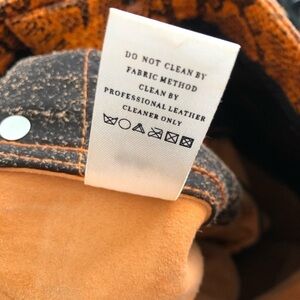 DO NOT CLEAN BY
FABRIC METHOD
CLEAN BY
PROFESSIONAL LEATHER
CLEANER ONLY